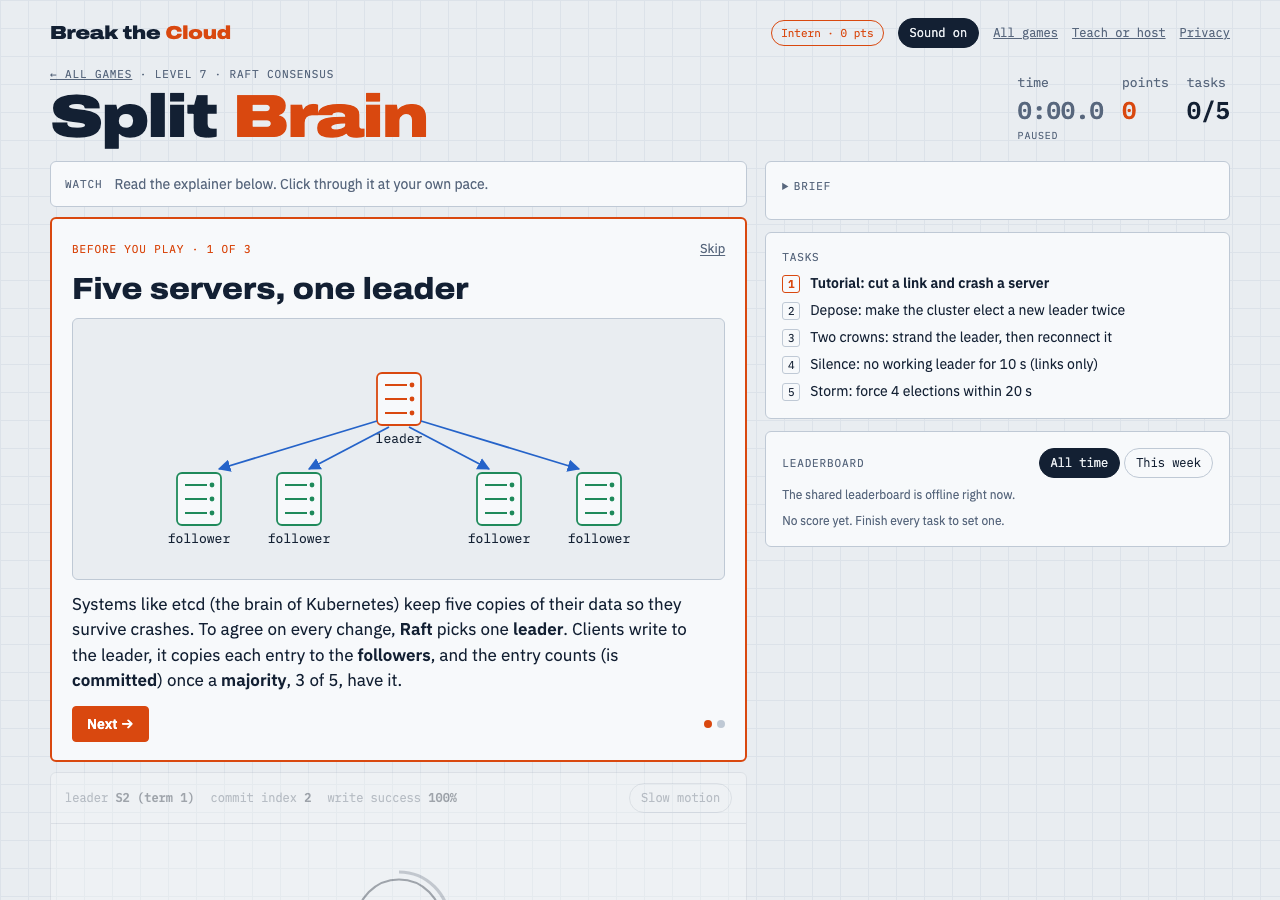 Break the Cloud
Intern · 0 pts
Sound on
All games
Teach or host
Privacy
← ALL GAMES · LEVEL 7 · RAFT CONSENSUS
Split Brain
time
points
tasks
0:00.0
0
0/5
PAUSED
WATCH
Read the explainer below. Click through it at your own pace.
BEFORE YOU PLAY · 1 OF 3
Skip
Five servers, one leader
leader
follower
follower
follower
follower
Systems like etcd (the brain of Kubernetes) keep five copies of their data so they
survive crashes. To agree on every change, Raft picks one leader. Clients write to
the leader, it copies each entry to the followers, and the entry counts (is
committed) once a majority, 3 of 5, have it.
Next →
leader S2 (term 1)
commit index 2
write success 100%
Slow motion
▶ BRIEF
TASKS
1 Tutorial: cut a link and crash a server
2 Depose: make the cluster elect a new leader twice
3 Two crowns: strand the leader, then reconnect it
4 Silence: no working leader for 10 s (links only)
5 Storm: force 4 elections within 20 s
LEADERBOARD
All time
This week
The shared leaderboard is offline right now.
No score yet. Finish every task to set one.